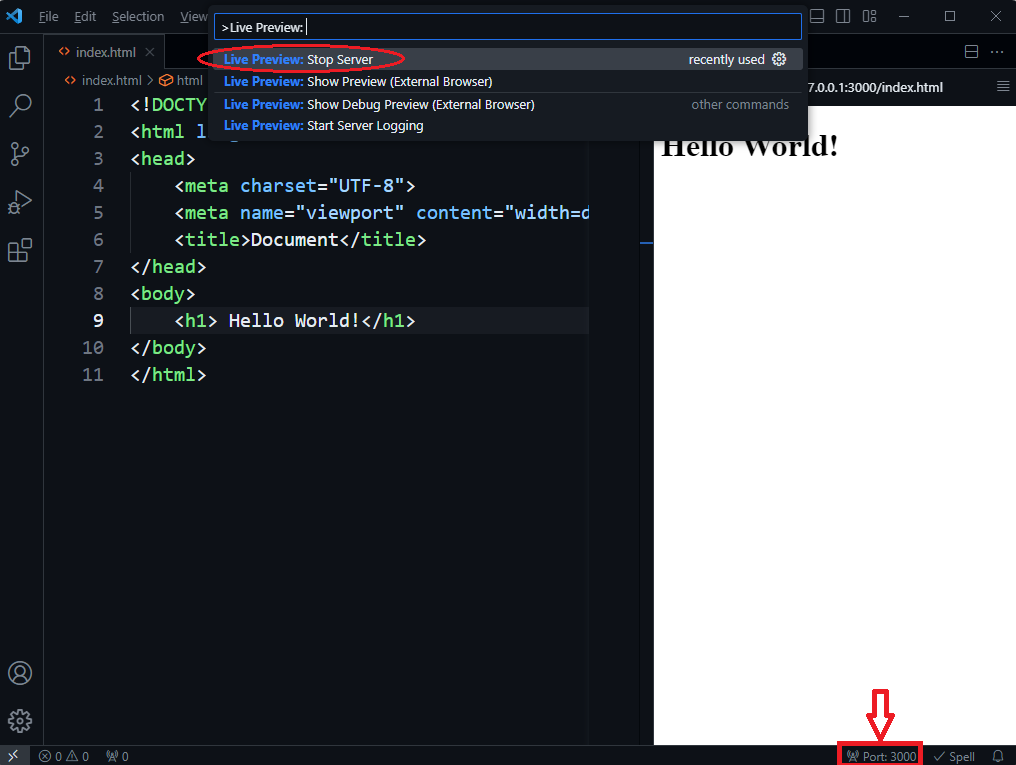 File Edit Selection View
>Live Preview:
index.html
Live Preview: Stop Server recently used
index.html > html
Live Preview: Show Preview (External Browser)
7.0.0.1:3000/index.html
Live Preview: Show Debug Preview (External Browser) other commands
Live Preview: Start Server Logging
1 <!DOCTY
2 <html l
3 <head>
4 <meta charset="UTF-8">
5 <meta name="viewport" content="width=d
6 <title>Document</title>
7 </head>
8 <body>
9 <h1> Hello World!</h1>
10 </body>
11 </html>
Hello World!
0 0 0 Port: 3000 Spell